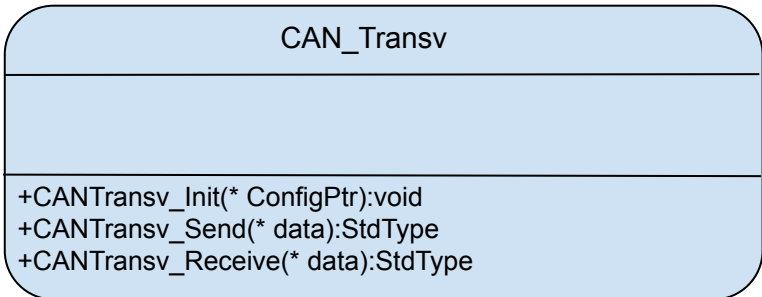 CAN_Transv
+CANTransv_Init(* ConfigPtr):void
+CANTransv_Send(* data):StdType
+CANTransv_Receive(* data):StdType